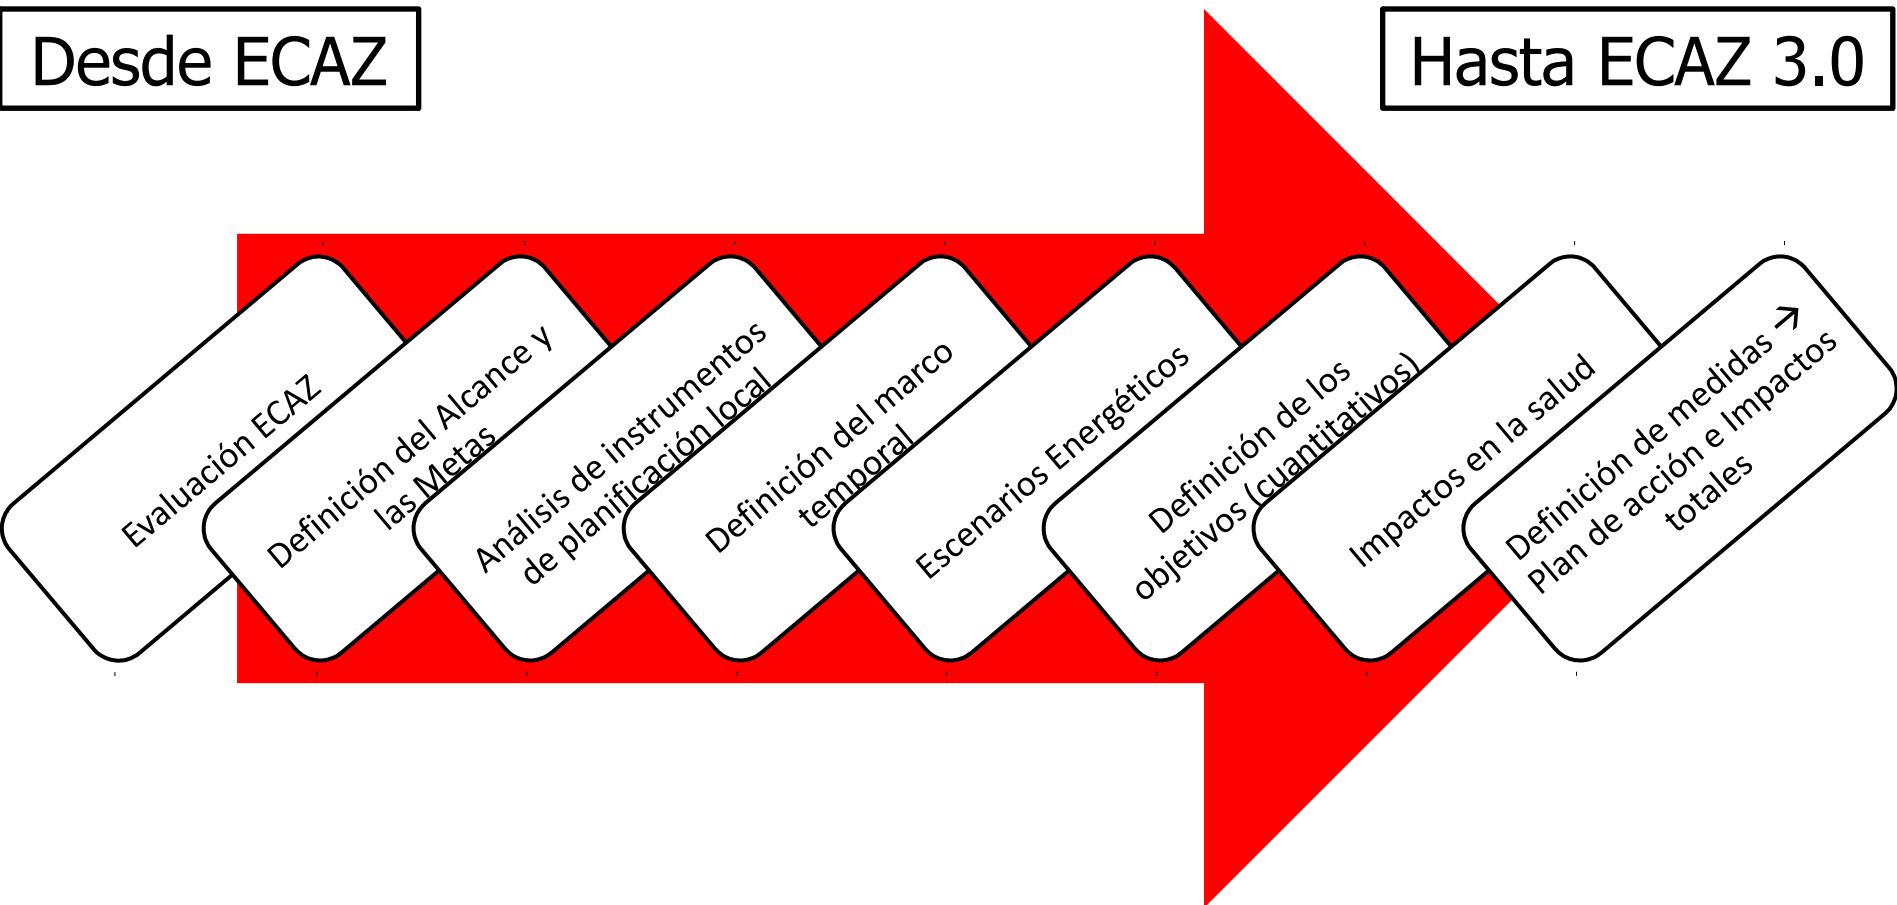 Desde ECAZ
Hasta ECAZ 3.0
Evaluación ECAZ
Definición del Alcance y
las Metas
Análisis de instrumentos
de planificación local
Definición del marco
temporal
Escenarios Energéticos
Definición de los
objetivos (cuantitativos)
Impactos en la salud
Definición de medidas →
Plan de acción e Impactos
totales